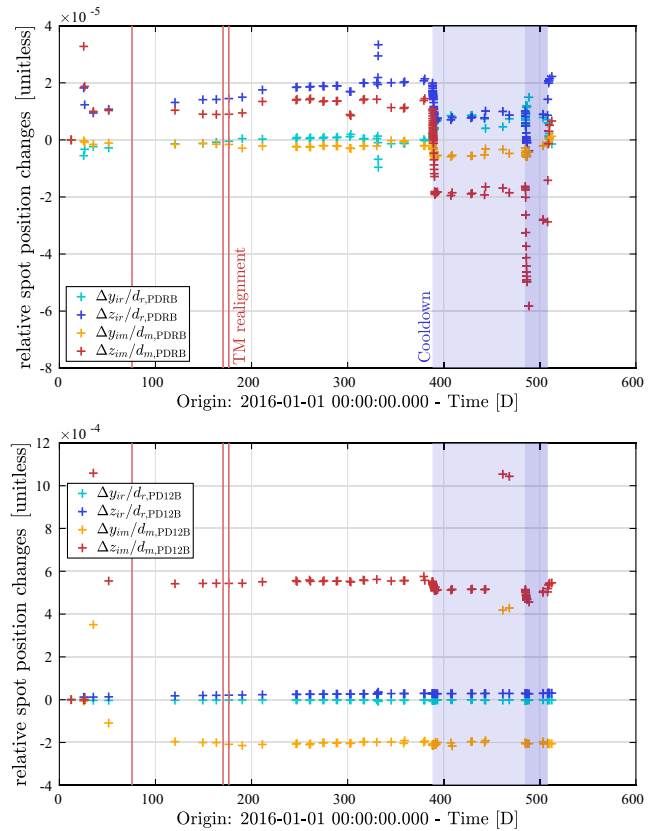 ×10⁻⁵
relative spot position changes [unitless]
4
2
0
-2
-4
-6
-8
Δy_ir/d_r,PDRB
Δz_ir/d_r,PDRB
Δy_im/d_m,PDRB
Δz_im/d_m,PDRB
TM realignment
Cooldown
0 100 200 300 400 500 600
Origin: 2016-01-01 00:00:00.000 - Time [D]
×10⁻⁴
relative spot position changes [unitless]
12
10
8
6
4
2
0
-2
-4
Δy_ir/d_r,PD12B
Δz_ir/d_r,PD12B
Δy_im/d_m,PD12B
Δz_im/d_m,PD12B
0 100 200 300 400 500 600
Origin: 2016-01-01 00:00:00.000 - Time [D]